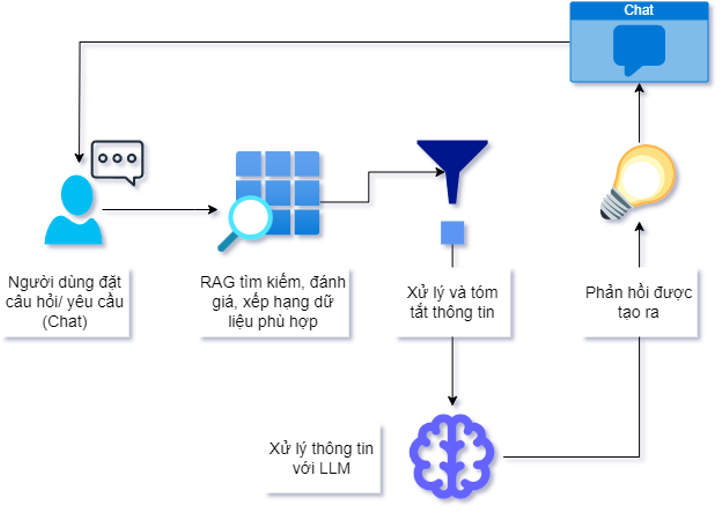 Chat
Người dùng đặt
câu hỏi/ yêu cầu
(Chat)
RAG tìm kiếm, đánh
giá, xếp hạng dữ
liệu phù hợp
Xử lý và tóm
tắt thông tin
Phản hồi được
tạo ra
Xử lý thông tin
với LLM